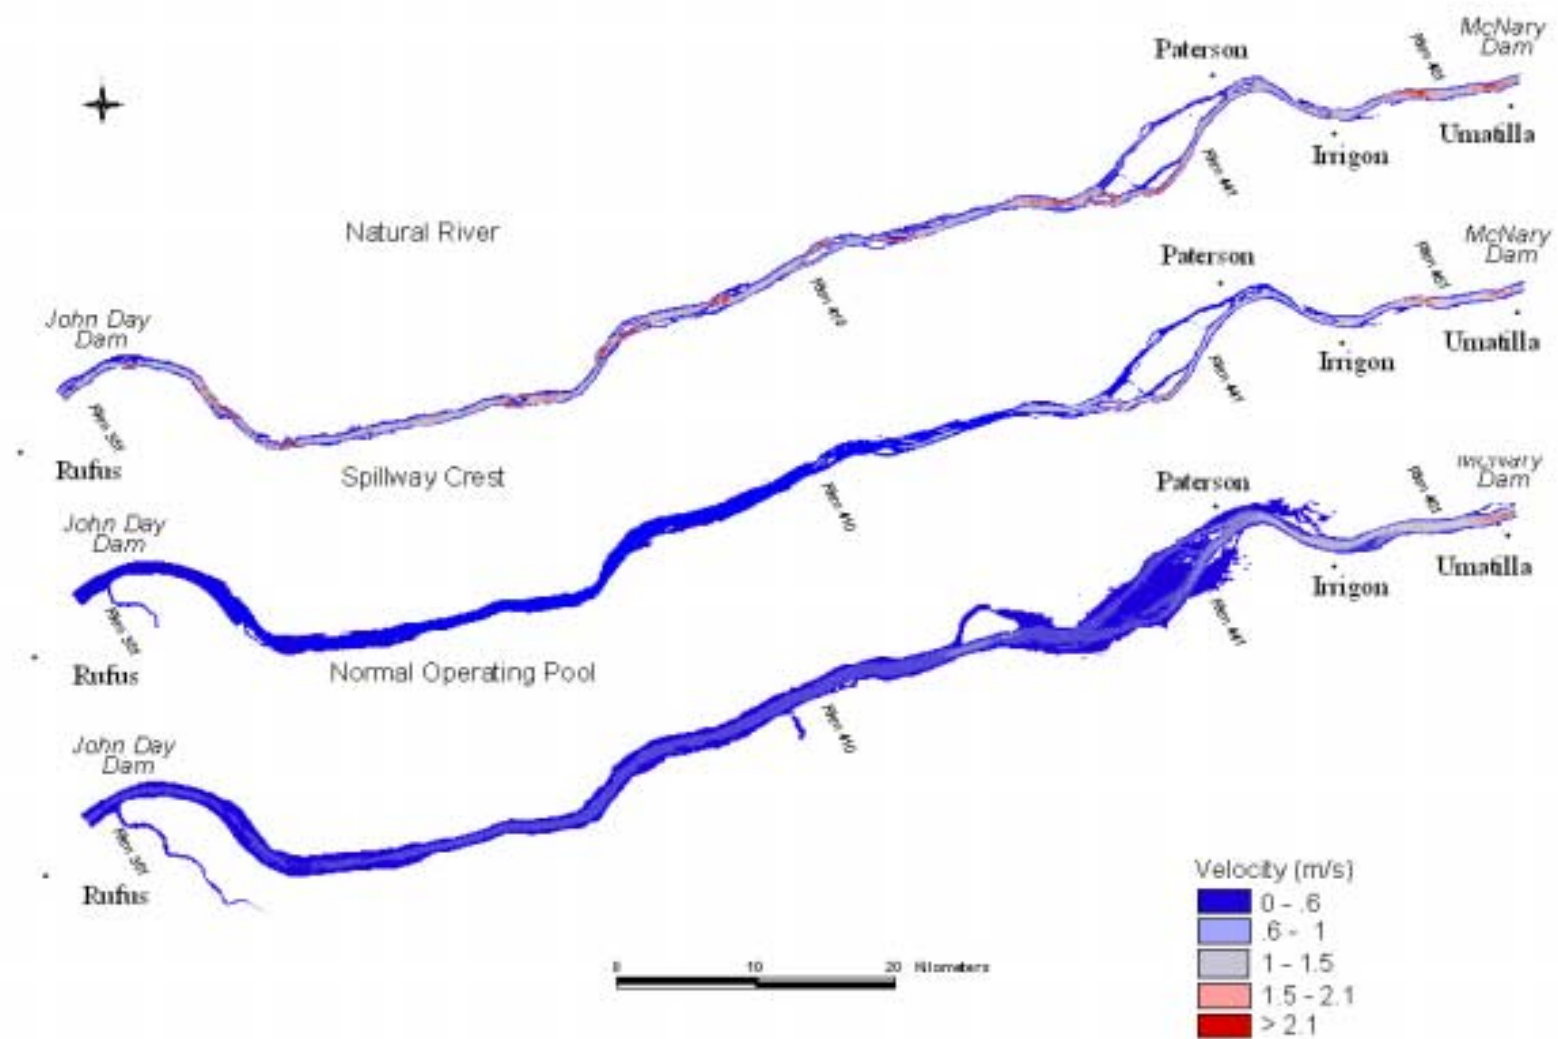 McNary
Dam
Paterson
Umatilla
Irrigon
Natural River
John Day
Dam
Rufus
McNary
Dam
Paterson
Umatilla
Irrigon
Spillway Crest
John Day
Dam
Rufus
McNary
Dam
Paterson
Umatilla
Irrigon
Normal Operating Pool
John Day
Dam
Rufus
Velocity (m/s)
0 - .6
.6 - 1
1 - 1.5
1.5 - 2.1
> 2.1
0 10 20 Kilometers